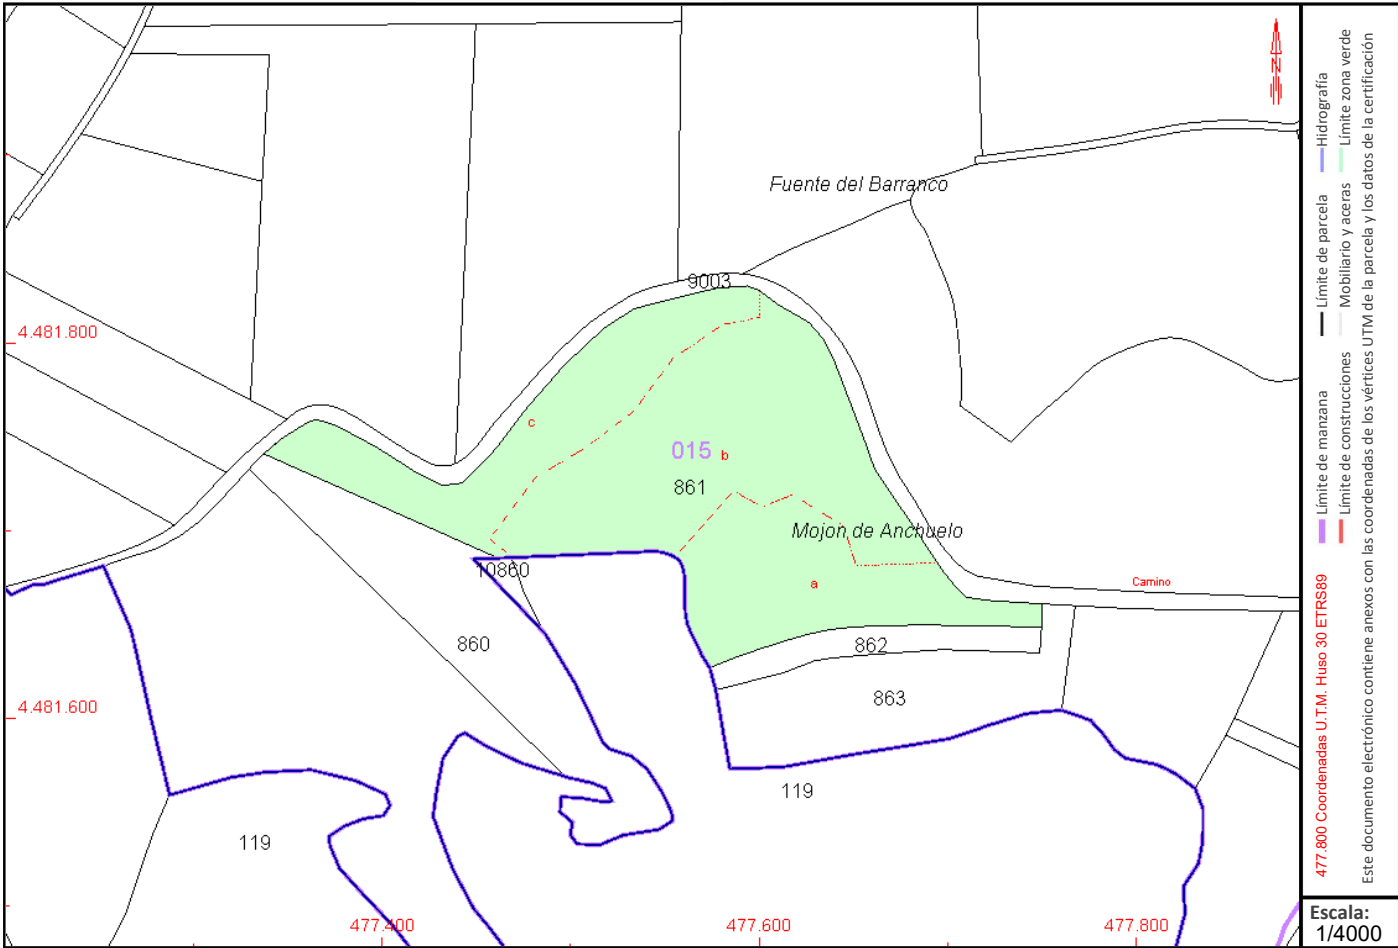 N
Fuente del Barranco
9003
4.481.800
c
015
b
861
Mojon de Anchuelo
10860
a
Camino
860
862
863
4.481.600
119
119
477.400
477.600
477.800
477.800 Coordenadas U.T.M. Huso 30 ETRS89
Límite de manzana
Límite de parcela
Hidrografía
Límite de construcciones
Mobiliario y aceras
Límite zona verde
Este documento electrónico contiene anexos con las coordenadas de los vértices UTM de la parcela y los datos de la certificación
Escala:
1/4000